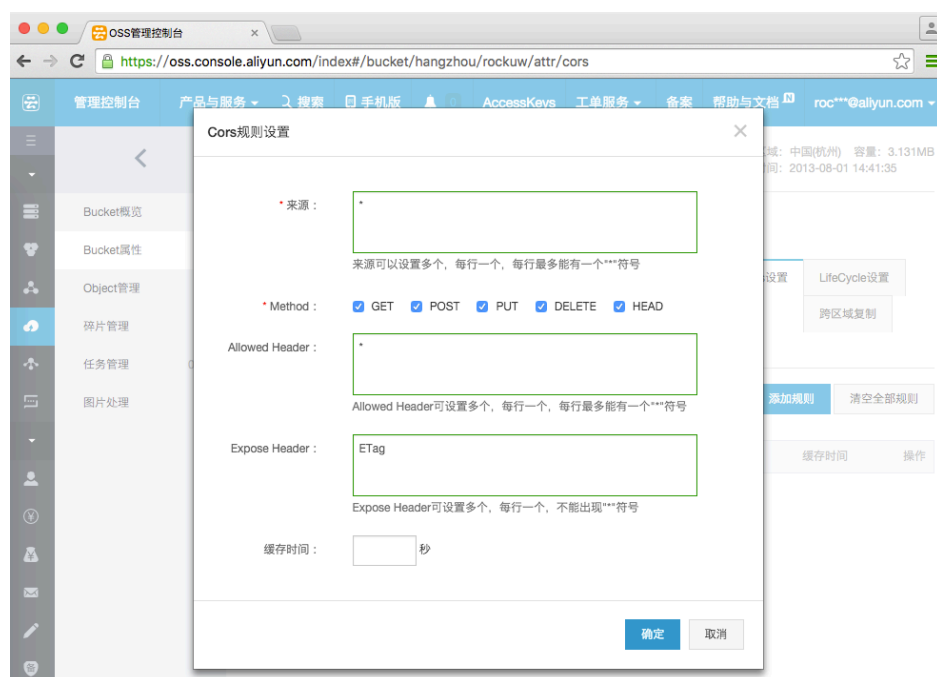 OSS管理控制台
https://oss.console.aliyun.com/index#/bucket/hangzhou/rockuw/attr/cors
管理控制台 产品与服务 搜索 手机版 AccessKeys 工单服务 备案 帮助与文档 N roc***@aliyun.com
Cors规则设置
区域: 中国(杭州) 容量: 3.131MB
时间: 2013-08-01 14:41:35
Bucket概览
Bucket属性
Object管理
碎片管理
任务管理 0
图片处理
* 来源 :
*
来源可以设置多个，每行一个，每行最多能有一个"*"符号
* Method : GET POST PUT DELETE HEAD
Allowed Header :
*
Allowed Header可设置多个，每行一个，每行最多能有一个"*"符号
Expose Header :
ETag
Expose Header可设置多个，每行一个，不能出现"*"符号
缓存时间 : 秒
确定 取消
设置 LifeCycle设置
跨区域复制
添加规则 清空全部规则
缓存时间 操作